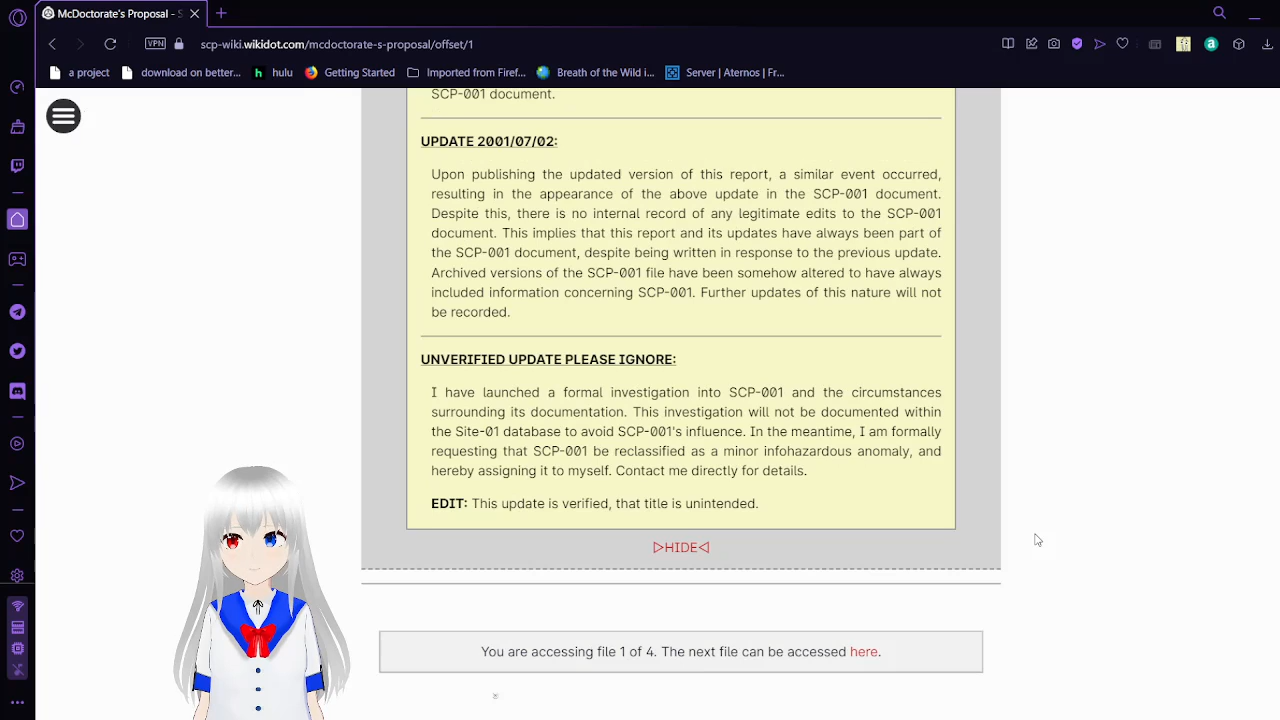 McDoctorate's Proposal - S
VPN
scp-wiki.wikidot.com/mcdoctorate-s-proposal/offset/1
a project
download on better...
h
hulu
Getting Started
Imported from Firef...
Breath of the Wild i...
Server | Aternos | Fr...
SCP-001 document.
UPDATE 2001/07/02:
Upon publishing the updated version of this report, a similar event occurred,
resulting in the appearance of the above update in the SCP-001 document.
Despite this, there is no internal record of any legitimate edits to the SCP-001
document. This implies that this report and its updates have always been part of
the SCP-001 document, despite being written in response to the previous update.
Archived versions of the SCP-001 file have been somehow altered to have always
included information concerning SCP-001. Further updates of this nature will not
be recorded.
UNVERIFIED UPDATE PLEASE IGNORE:
I have launched a formal investigation into SCP-001 and the circumstances
surrounding its documentation. This investigation will not be documented within
the Site-01 database to avoid SCP-001's influence. In the meantime, I am formally
requesting that SCP-001 be reclassified as a minor infohazardous anomaly, and
hereby assigning it to myself. Contact me directly for details.
EDIT: This update is verified, that title is unintended.
▷HIDE◁
You are accessing file 1 of 4. The next file can be accessed here.